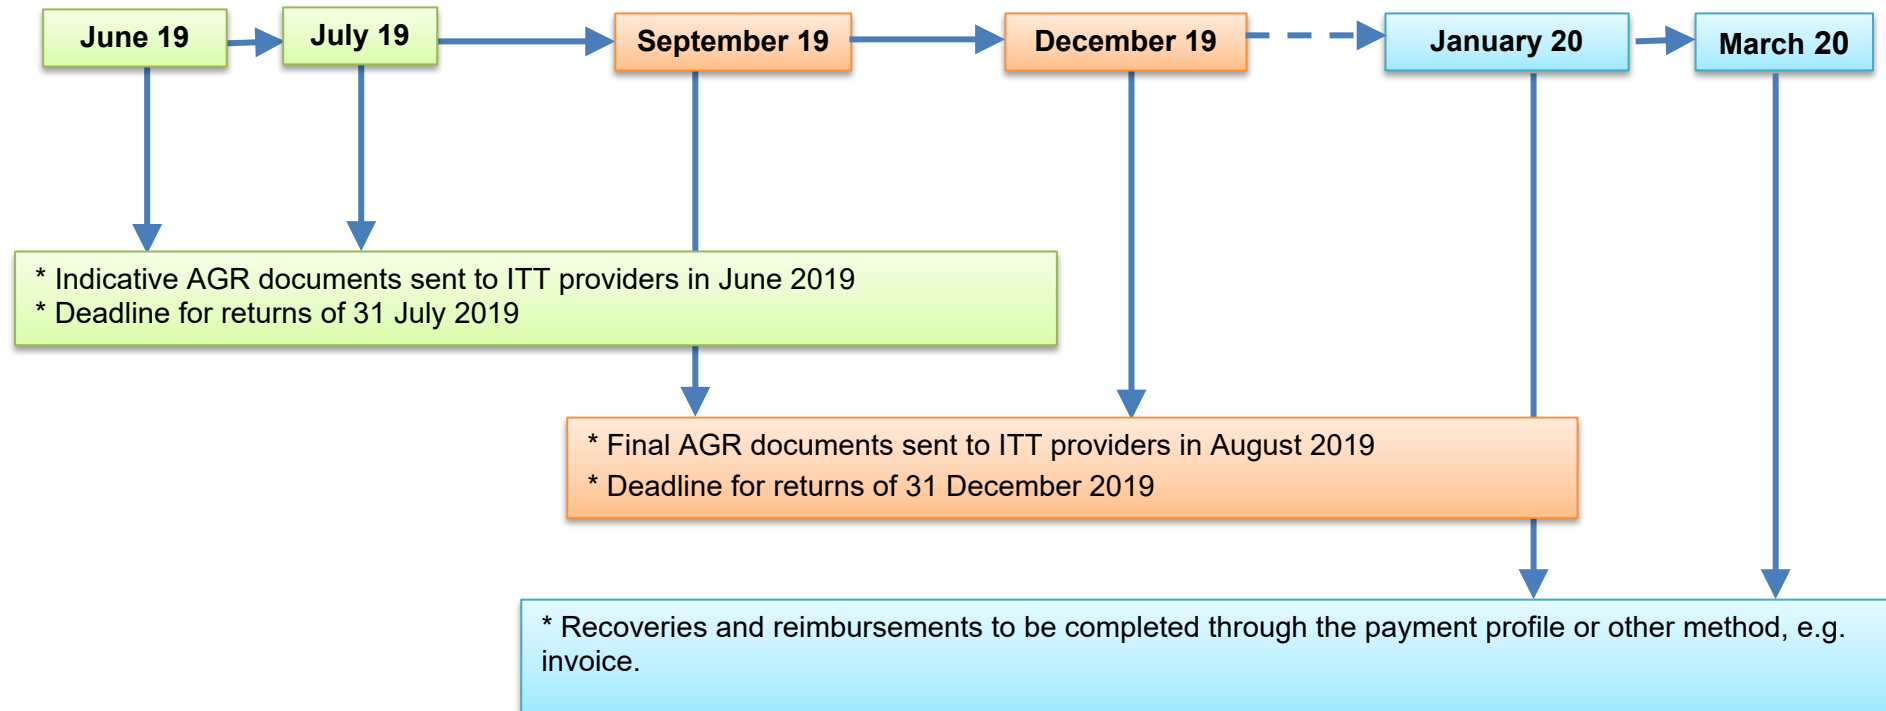 June 19
July 19
September 19
December 19
January 20
March 20
* Indicative AGR documents sent to ITT providers in June 2019
* Deadline for returns of 31 July 2019
* Final AGR documents sent to ITT providers in August 2019
* Deadline for returns of 31 December 2019
* Recoveries and reimbursements to be completed through the payment profile or other method, e.g.
invoice.